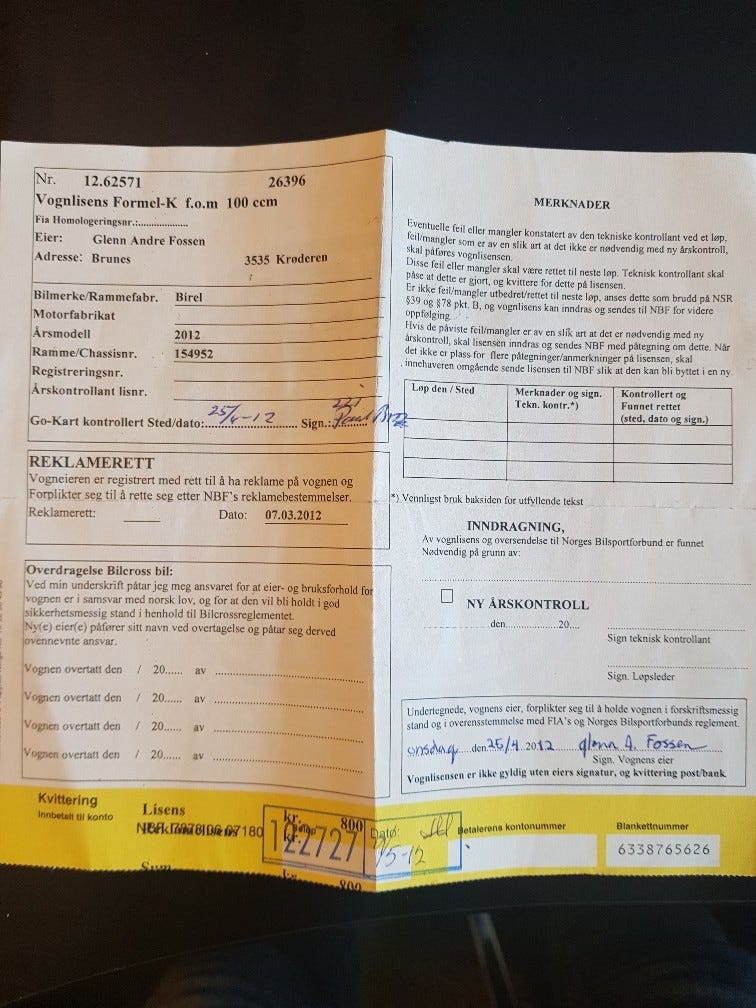 Nr. 12.62571 26396
Vognlisens Formel-K f.o.m 100 ccm
Fia Homologeringsnr.:..................
Eier: Glenn Andre Fossen
Adresse: Brunes 3535 Krøderen
Bilmerke/Rammefabr. Birel
Motorfabrikat
Årsmodell 2012
Ramme/Chassisnr. 154952
Registreringsnr.
Årskontrollant lisnr.
Go-Kart kontrollert Sted/dato: 25/4-12 Sign.:
REKLAMERETT
Vogneieren er registrert med rett til å ha reklame på vognen og
Forplikter seg til å rette seg etter NBF's reklamebestemmelser.
Reklamerett: Dato: 07.03.2012
Overdragelse Bilcross bil:
Ved min underskrift påtar jeg meg ansvaret for at eier- og bruksforhold for
vognen er i samsvar med norsk lov, og for at den vil bli holdt i god
sikkerhetsmessig stand i henhold til Bilcrossreglementet.
Ny(e) eier(e) påfører sitt navn ved overtagelse og påtar seg derved
ovennevnte ansvar.
Vognen overtatt den / 20...... av
Vognen overtatt den / 20...... av
Vognen overtatt den / 20...... av
Vognen overtatt den / 20...... av
MERKNADER
Eventuelle feil eller mangler konstatert av den tekniske kontrollant ved et løp,
feil/mangler som er av en slik art at det ikke er nødvendig med ny årskontroll,
skal påføres vognlisensen.
Disse feil eller mangler skal være rettet til neste løp. Teknisk kontrollant skal
påse at dette er gjort, og kvittere for dette på lisensen.
Er ikke feil/mangler utbedret/rettet til neste løp, anses dette som brudd på NSR
§39 og §78 pkt. B, og vognlisens kan inndras og sendes til NBF for videre
oppfølging.
Hvis de påviste feil/mangler er av en slik art at det er nødvendig med ny
årskontroll, skal lisensen inndras og sendes NBF med påtegning om dette. Når
det ikke er plass for flere påtegninger/anmerkninger på lisensen, skal
innehaveren omgående sende lisensen til NBF slik at den kan bli byttet i en ny.
Løp den / Sted Merknader og sign. Kontrollert og
Tekn. kontr.*) Funnet rettet
(sted, dato og sign.)
*) Vennligst bruk baksiden for utfyllende tekst
INNDRAGNING,
Av vognlisens og oversendelse til Norges Bilsportforbund er funnet
Nødvendig på grunn av:
NY ÅRSKONTROLL
den......................20....
Sign teknisk kontrollant
Sign. Løpsleder
Undertegnede, vognens eier, forplikter seg til å holde vognen i forskriftsmessig
stand og i overensstemmelse med FIA's og Norges Bilsportforbunds reglement.
onsdag den 25/4 2012 glenn A. Fossen
Sign. Vognens eier
Vognlisensen er ikke gyldig uten eiers signatur, og kvittering post/bank
Kvittering
Innbetalt til konto
Lisens
kr. 800
122727
Dato:
/5-12
Betalerens kontonummer
Blankettnummer
6338765626
Sum
kr 800